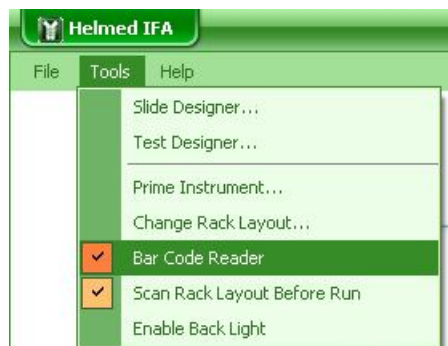 Helmed IFA
File Tools Help
Slide Designer...
Test Designer...
Prime Instrument...
Change Rack Layout...
Bar Code Reader
Scan Rack Layout Before Run
Enable Back Light